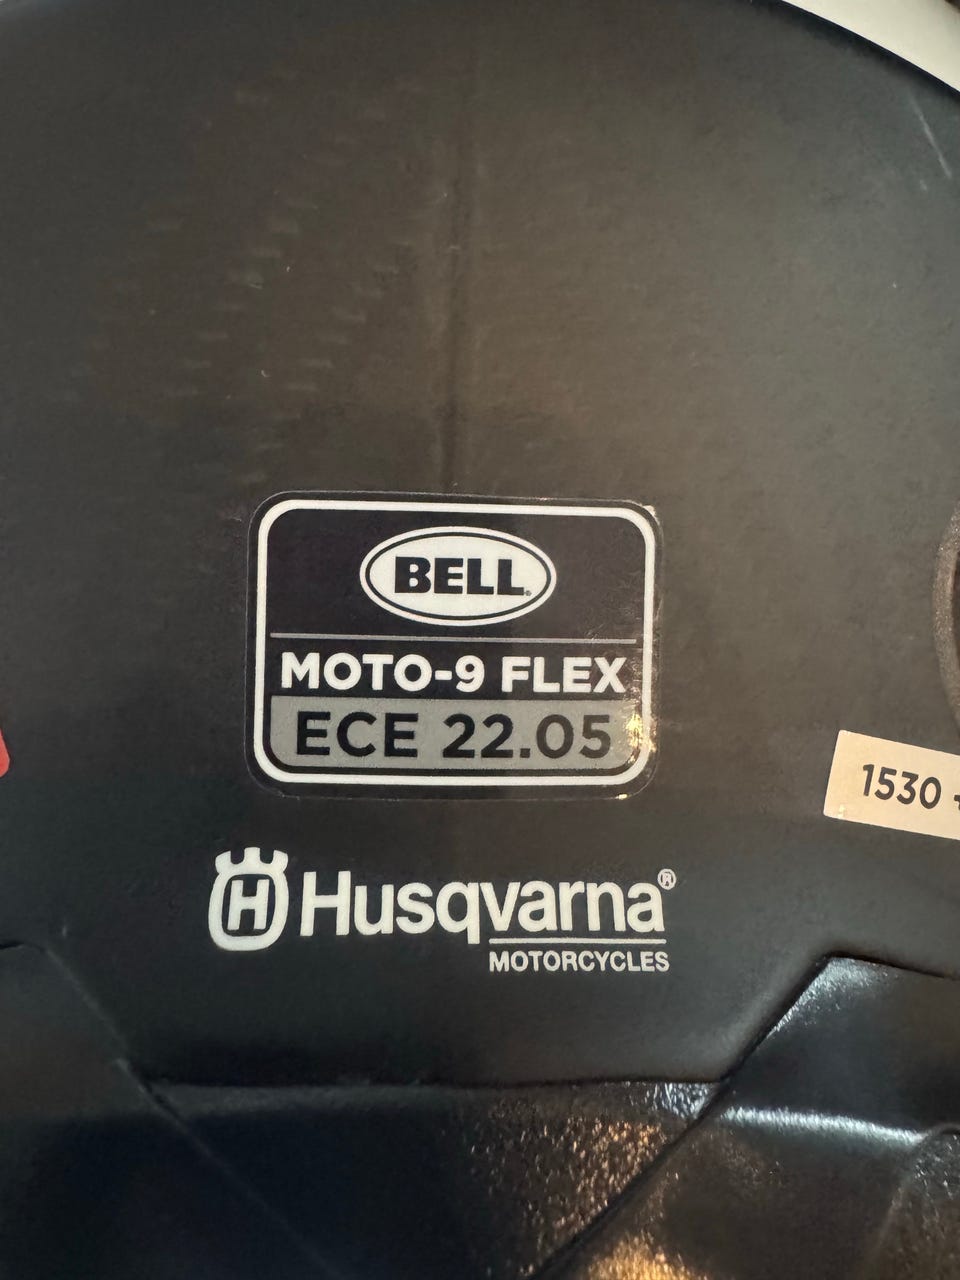 BELL
MOTO-9 FLEX
ECE 22.05
1530
H Husqvarna®
MOTORCYCLES